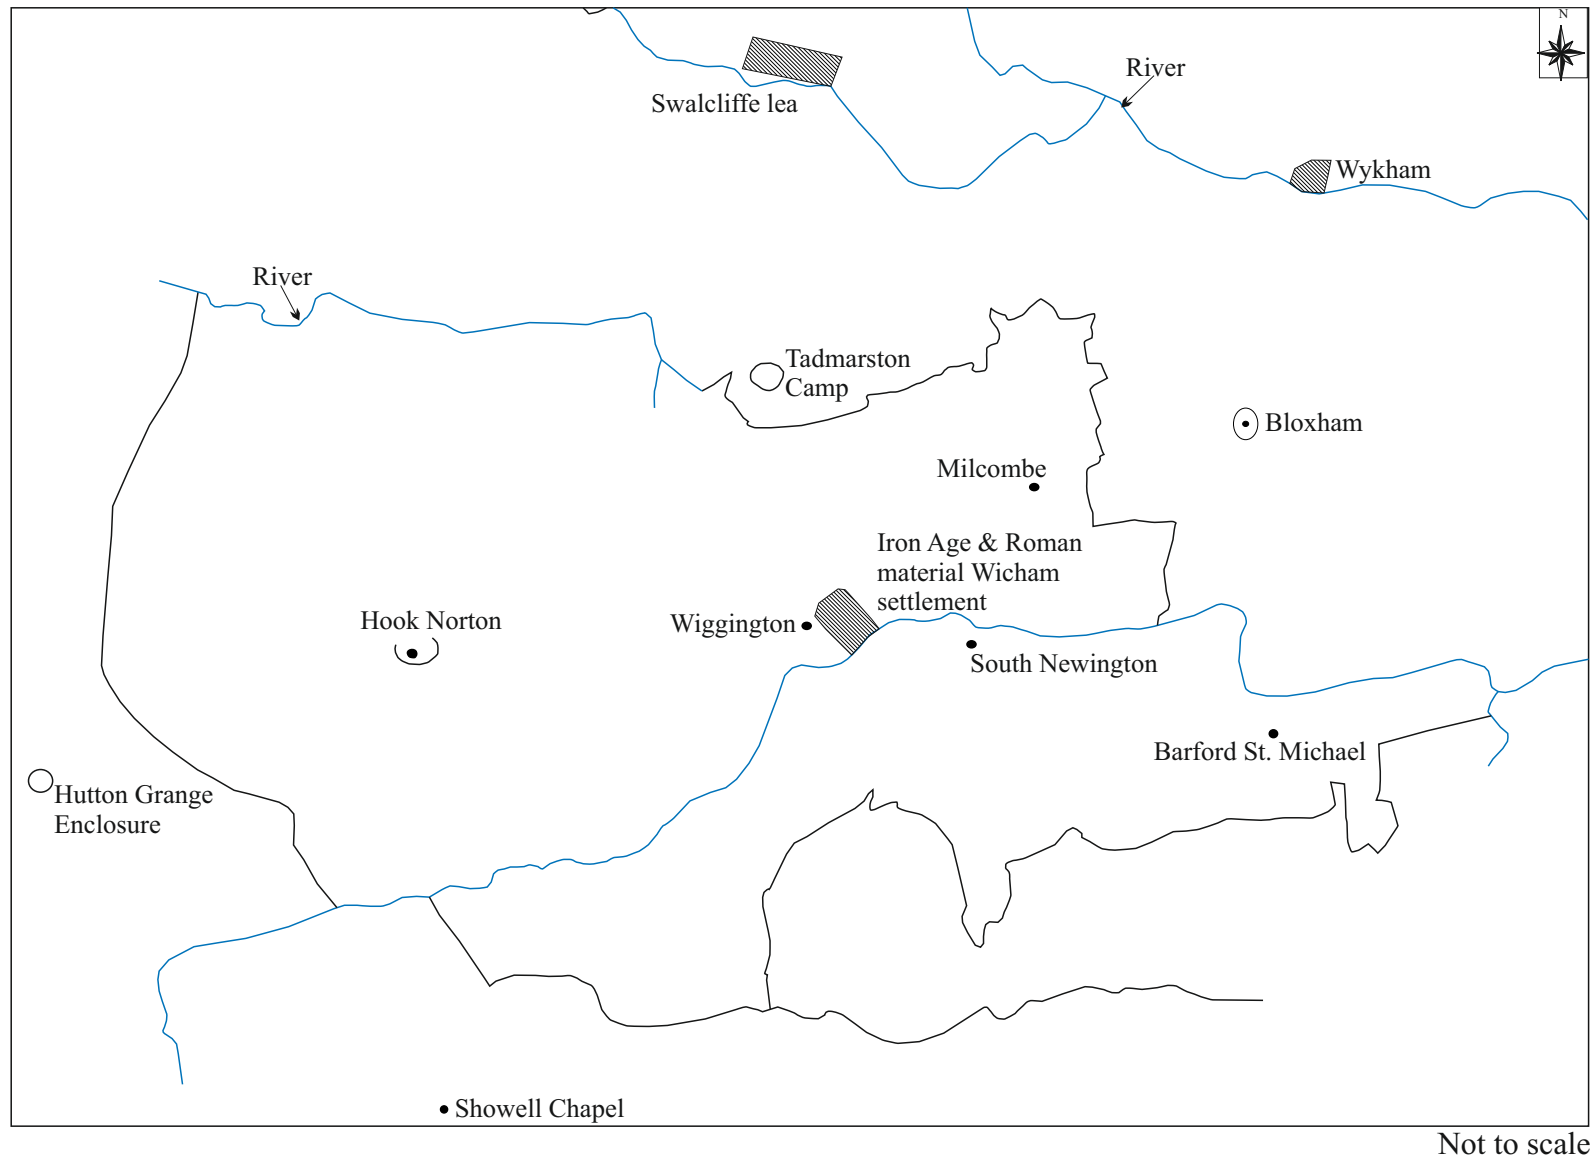 N
River
Swalcliffe lea
Wykham
River
Tadmarston
Camp
Bloxham
Milcombe
Iron Age & Roman
material Wicham
settlement
Hook Norton
Wiggington
South Newington
Barford St. Michael
Hutton Grange
Enclosure
Showell Chapel
Not to scale